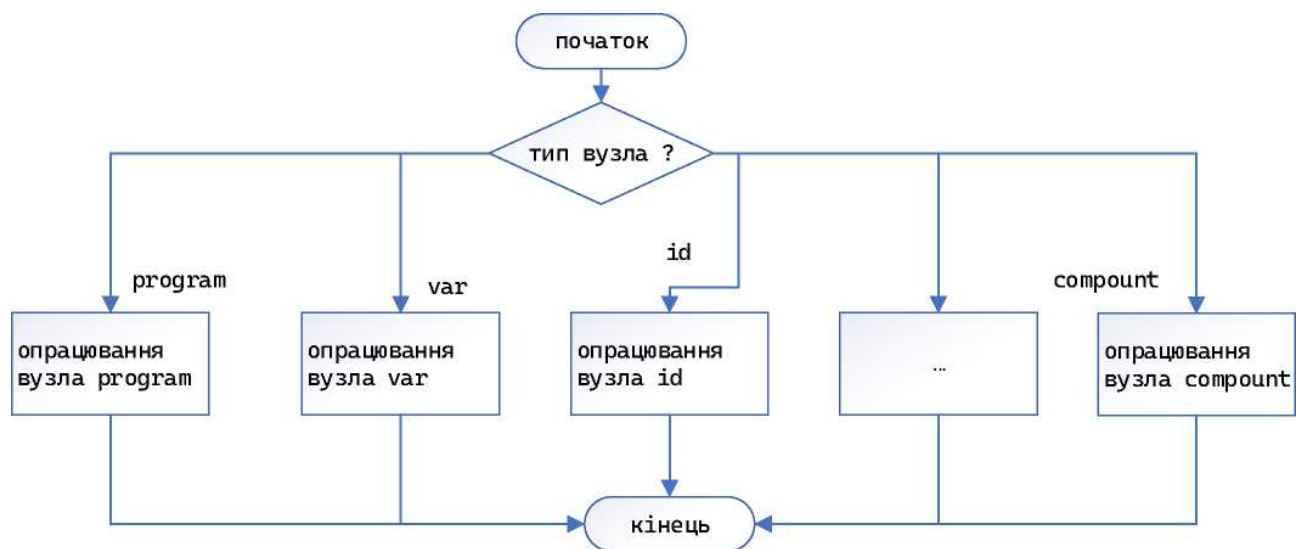 початок
тип вузла ?
program
var
id
compount
опрацювання
вузла program
опрацювання
вузла var
опрацювання
вузла id
...
опрацювання
вузла compount
кінець